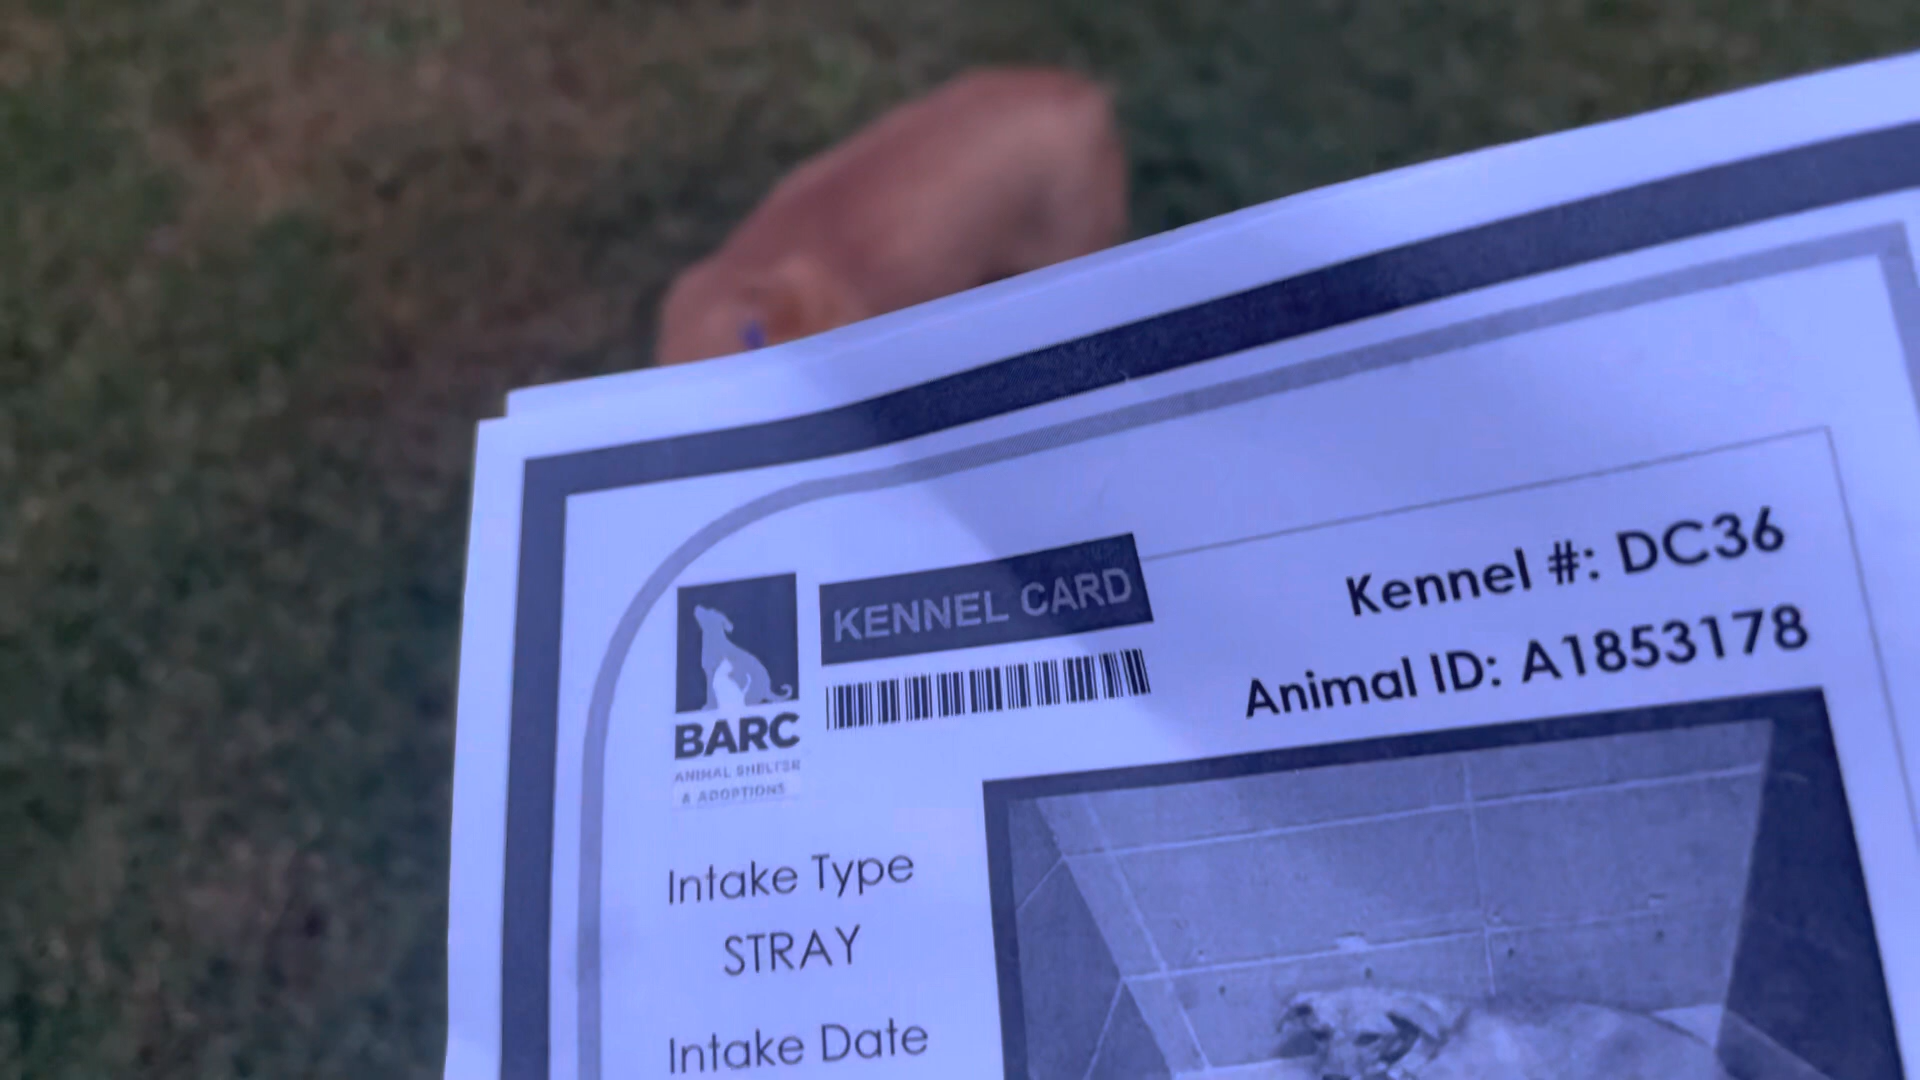 KENNEL CARD
Kennel #: DC36
Animal ID: A1853178
BARC
ANIMAL SHELTER
& ADOPTIONS
Intake Type
STRAY
Intake Date